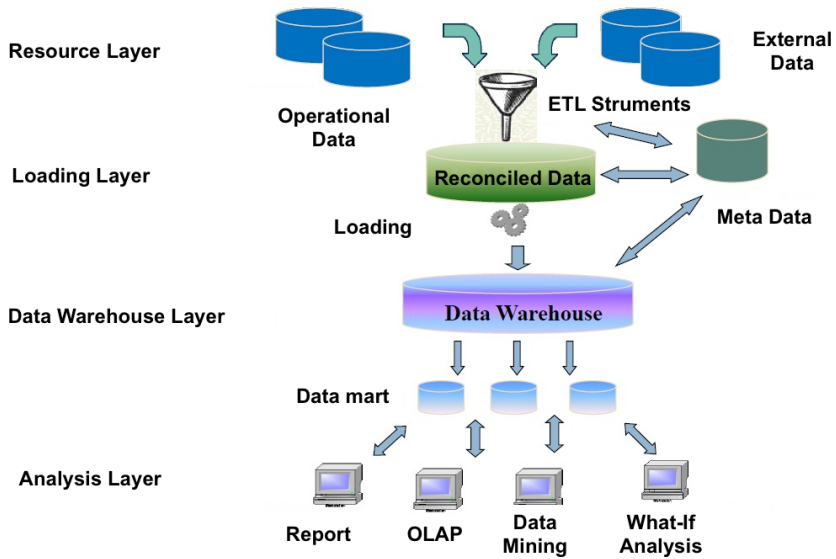 Resource Layer
External
Data
ETL Struments
Operational
Data
Loading Layer
Reconciled Data
Loading
Meta Data
Data Warehouse Layer
Data Warehouse
Data mart
Analysis Layer
Report
OLAP
Data
Mining
What-If
Analysis